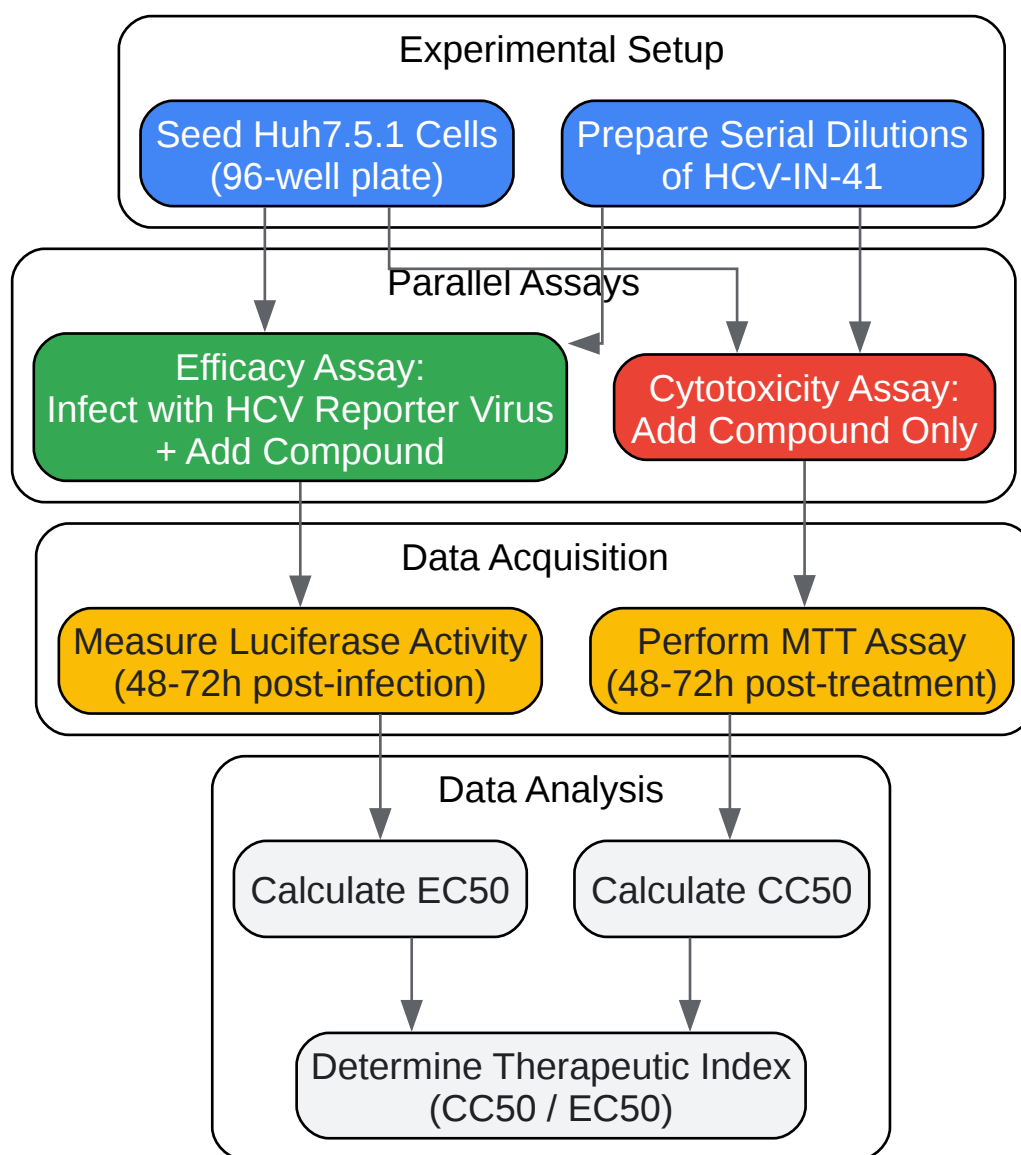 Experimental Setup
Seed Huh7.5.1 Cells
(96-well plate)
Prepare Serial Dilutions
of HCV-IN-41
Parallel Assays
Efficacy Assay:
Infect with HCV Reporter Virus
+ Add Compound
Cytotoxicity Assay:
Add Compound Only
Data Acquisition
Measure Luciferase Activity
(48-72h post-infection)
Perform MTT Assay
(48-72h post-treatment)
Data Analysis
Calculate EC50
Calculate CC50
Determine Therapeutic Index
(CC50 / EC50)